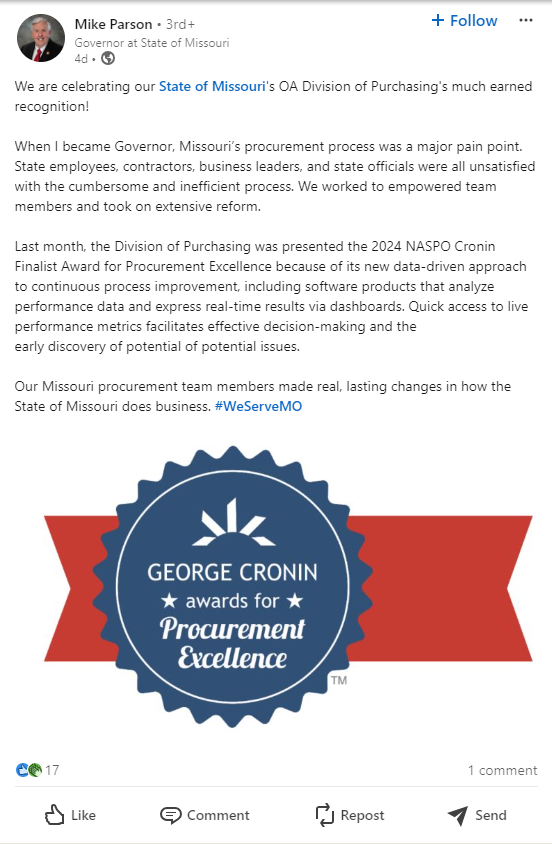 Mike Parson • 3rd+
+ Follow ...
Governor at State of Missouri
4d •
We are celebrating our State of Missouri's OA Division of Purchasing's much earned
recognition!
When I became Governor, Missouri’s procurement process was a major pain point.
State employees, contractors, business leaders, and state officials were all unsatisfied
with the cumbersome and inefficient process. We worked to empowered team
members and took on extensive reform.
Last month, the Division of Purchasing was presented the 2024 NASPO Cronin
Finalist Award for Procurement Excellence because of its new data-driven approach
to continuous process improvement, including software products that analyze
performance data and express real-time results via dashboards. Quick access to live
performance metrics facilitates effective decision-making and the
early discovery of potential of potential issues.
Our Missouri procurement team members made real, lasting changes in how the
State of Missouri does business. #WeServeMO
GEORGE CRONIN
★ awards for ★
Procurement
Excellence
TM
17
1 comment
Like
Comment
Repost
Send